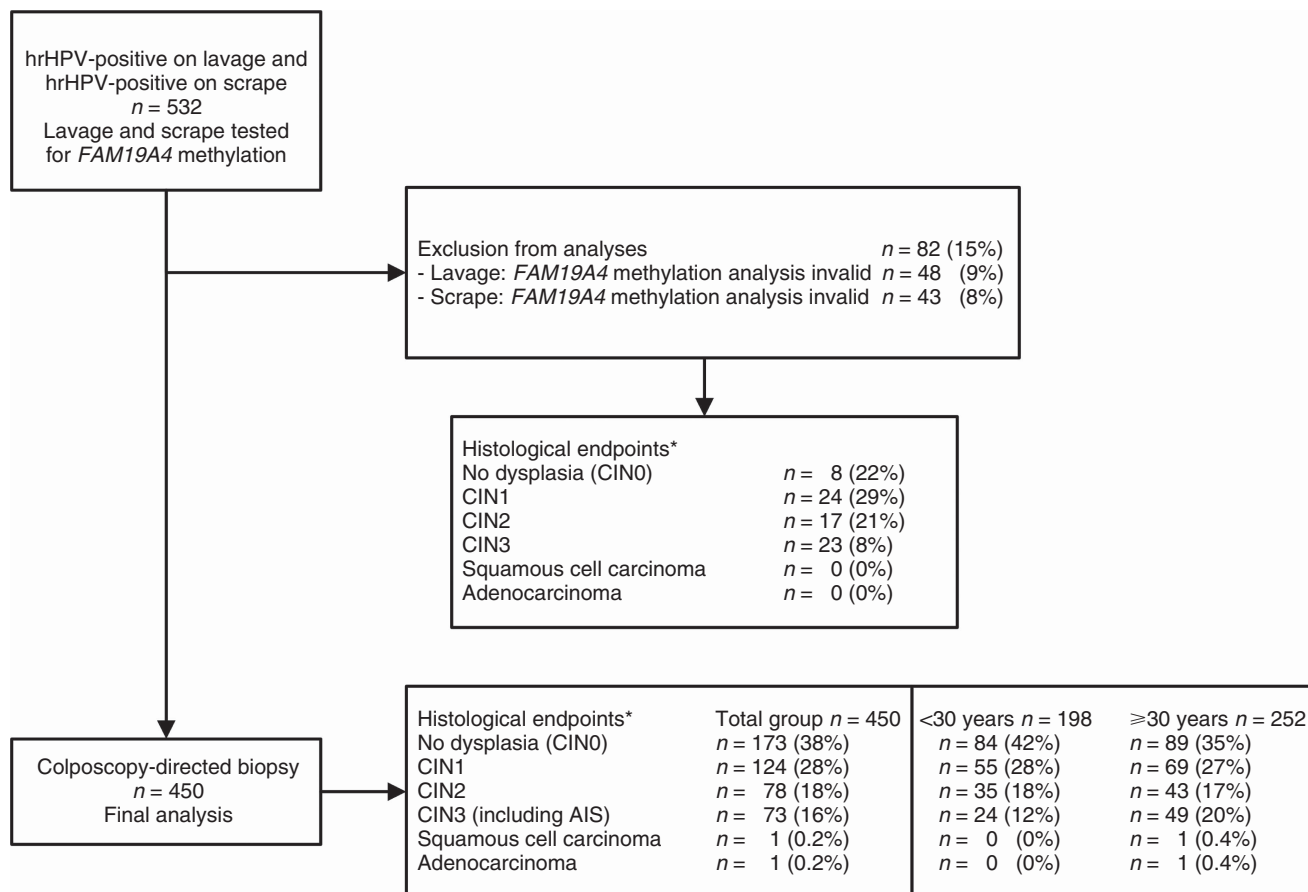 hrHPV-positive on lavage and
hrHPV-positive on scrape
n = 532
Lavage and scrape tested
for FAM19A4 methylation
Exclusion from analyses n = 82 (15%)
- Lavage: FAM19A4 methylation analysis invalid n = 48 (9%)
- Scrape: FAM19A4 methylation analysis invalid n = 43 (8%)
Histological endpoints*
No dysplasia (CIN0) n = 8 (22%)
CIN1 n = 24 (29%)
CIN2 n = 17 (21%)
CIN3 n = 23 (8%)
Squamous cell carcinoma n = 0 (0%)
Adenocarcinoma n = 0 (0%)
Colposcopy-directed biopsy
n = 450
Final analysis
Histological endpoints* Total group n = 450 <30 years n = 198 ⩾30 years n = 252
No dysplasia (CIN0) n = 173 (38%) n = 84 (42%) n = 89 (35%)
CIN1 n = 124 (28%) n = 55 (28%) n = 69 (27%)
CIN2 n = 78 (18%) n = 35 (18%) n = 43 (17%)
CIN3 (including AIS) n = 73 (16%) n = 24 (12%) n = 49 (20%)
Squamous cell carcinoma n = 1 (0.2%) n = 0 (0%) n = 1 (0.4%)
Adenocarcinoma n = 1 (0.2%) n = 0 (0%) n = 1 (0.4%)